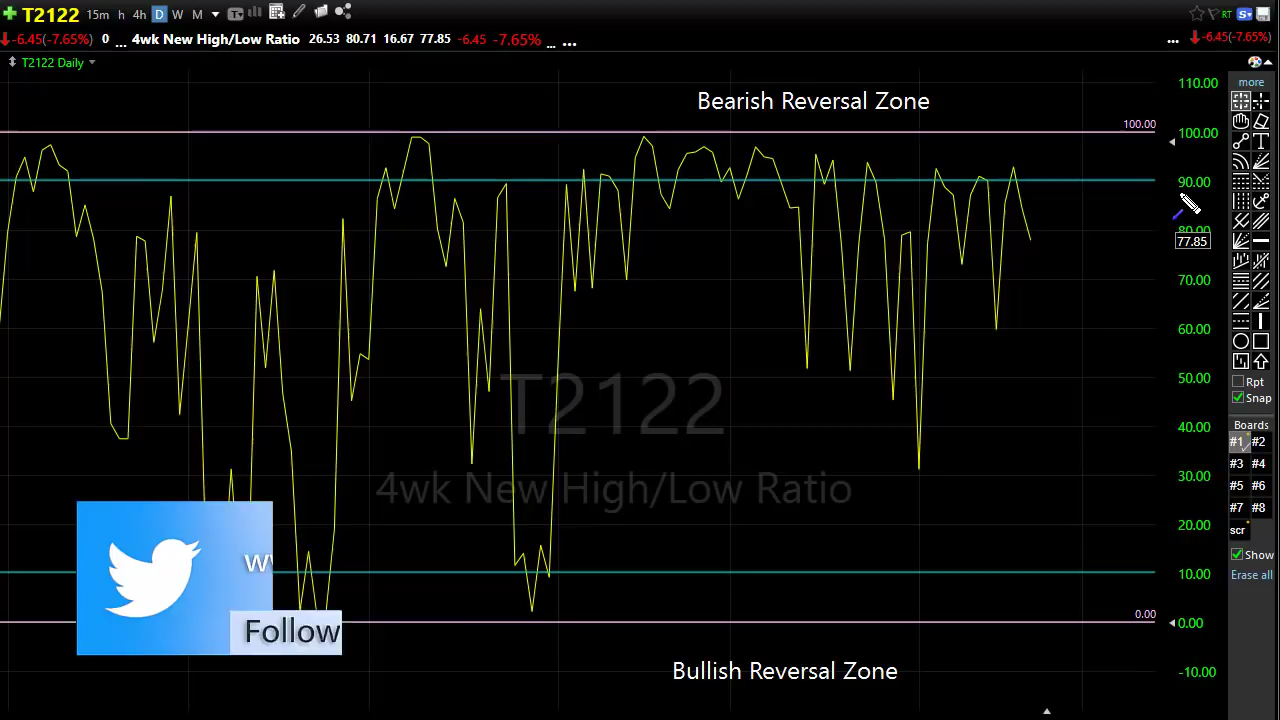 T2122 15m h 4h D W M
RT
-6.45(-7.65%) 0 ... 4wk New High/Low Ratio 26.53 80.71 16.67 77.85 -6.45 -7.65% ... ...
... -6.45(-7.65%)
T2122 Daily
more
110.00
Bearish Reversal Zone
100.00
100.00
90.00
80.00
77.85
70.00
60.00
50.00
T2122
40.00
4wk New High/Low Ratio
30.00
20.00
10.00
0.00
0.00
-10.00
Rpt
Snap
Boards
#1 #2
#3 #4
#5 #6
#7 #8
scr
Show
Erase all
Follow
Bullish Reversal Zone